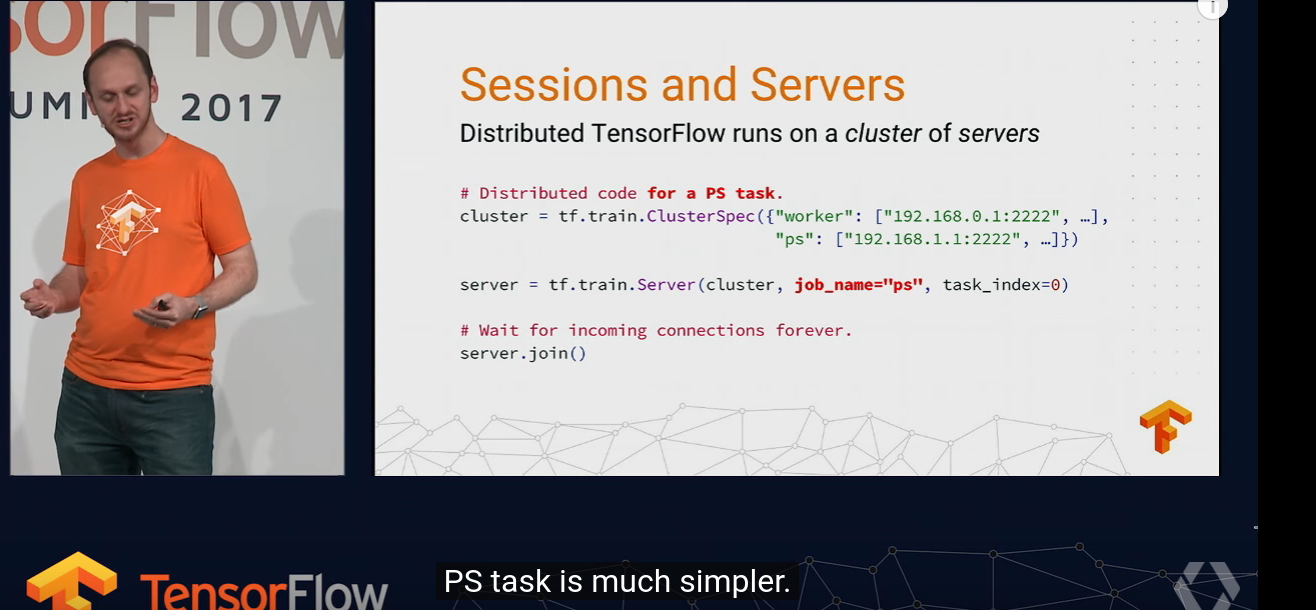 sorFlow
UMI 2017
Sessions and Servers
Distributed TensorFlow runs on a cluster of servers
# Distributed code for a PS task.
cluster = tf.train.ClusterSpec({"worker": ["192.168.0.1:2222", …],
"ps": ["192.168.1.1:2222", …]})
server = tf.train.Server(cluster, job_name="ps", task_index=0)
# Wait for incoming connections forever.
server.join()
TensorFlow
PS task is much simpler.